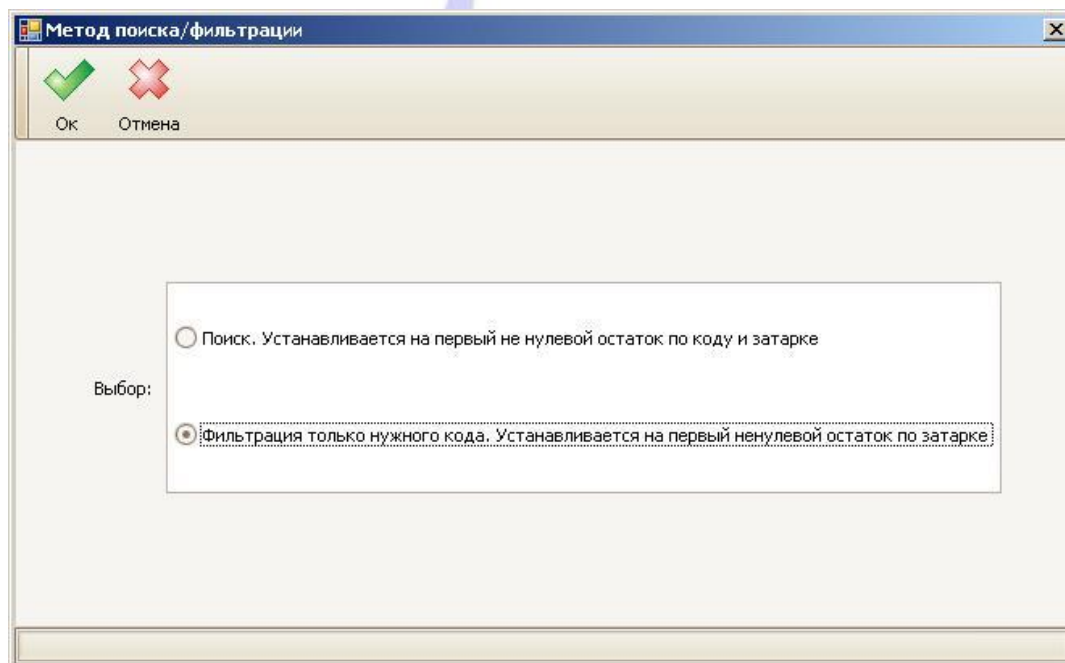 Метод поиска/фильтрации
Ок Отмена
Поиск. Устанавливается на первый не нулевой остаток по коду и затарке
Выбор:
Фильтрация только нужного кода. Устанавливается на первый ненулевой остаток по затарке